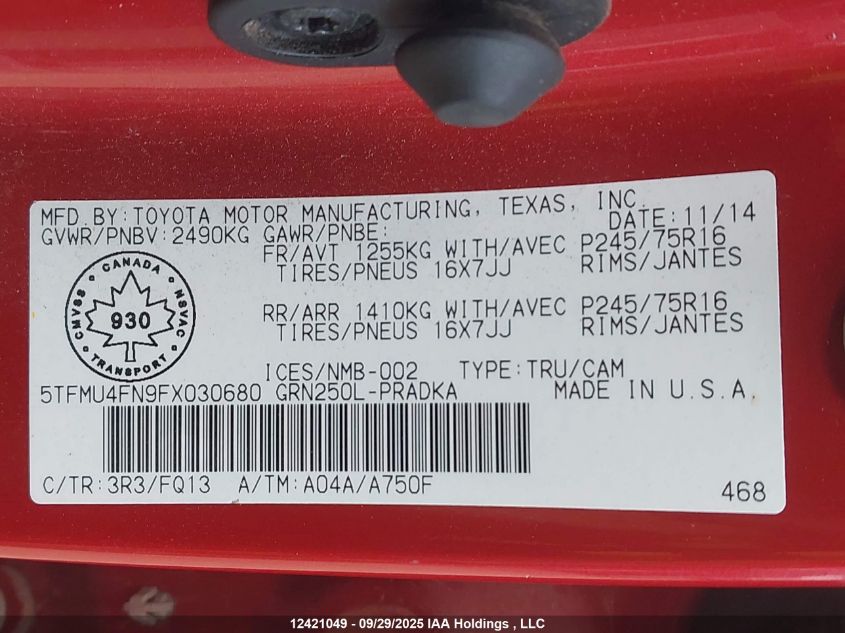 MFD.BY:TOYOTA MOTOR MANUFACTURING, TEXAS, INC.
DATE:11/14
GVWR/PNBV:2490KG GAWR/PNBE:
FR/AVT 1255KG WITH/AVEC P245/75R16
TIRES/PNEUS 16X7JJ RIMS/JANTES
CANADA
CMVSS NSVAC
930
TRANSPORT
RR/ARR 1410KG WITH/AVEC P245/75R16
TIRES/PNEUS 16X7JJ RIMS/JANTES
ICES/NMB-002 TYPE:TRU/CAM
5TFMU4FN9FX030680 GRN250L-PRADKA MADE IN U.S.A.
C/TR:3R3/FQ13 A/TM:A04A/A750F
468
12421049 - 09/29/2025 IAA Holdings , LLC